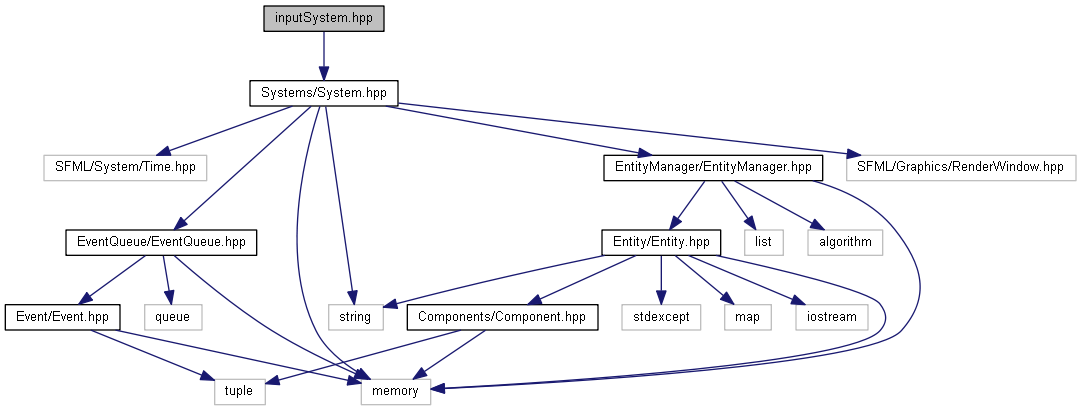 inputSystem.hpp
Systems/System.hpp
SFML/System/Time.hpp
EntityManager/EntityManager.hpp
SFML/Graphics/RenderWindow.hpp
EventQueue/EventQueue.hpp
Entity/Entity.hpp
list
algorithm
Event/Event.hpp
queue
string
Components/Component.hpp
stdexcept
map
iostream
tuple
memory